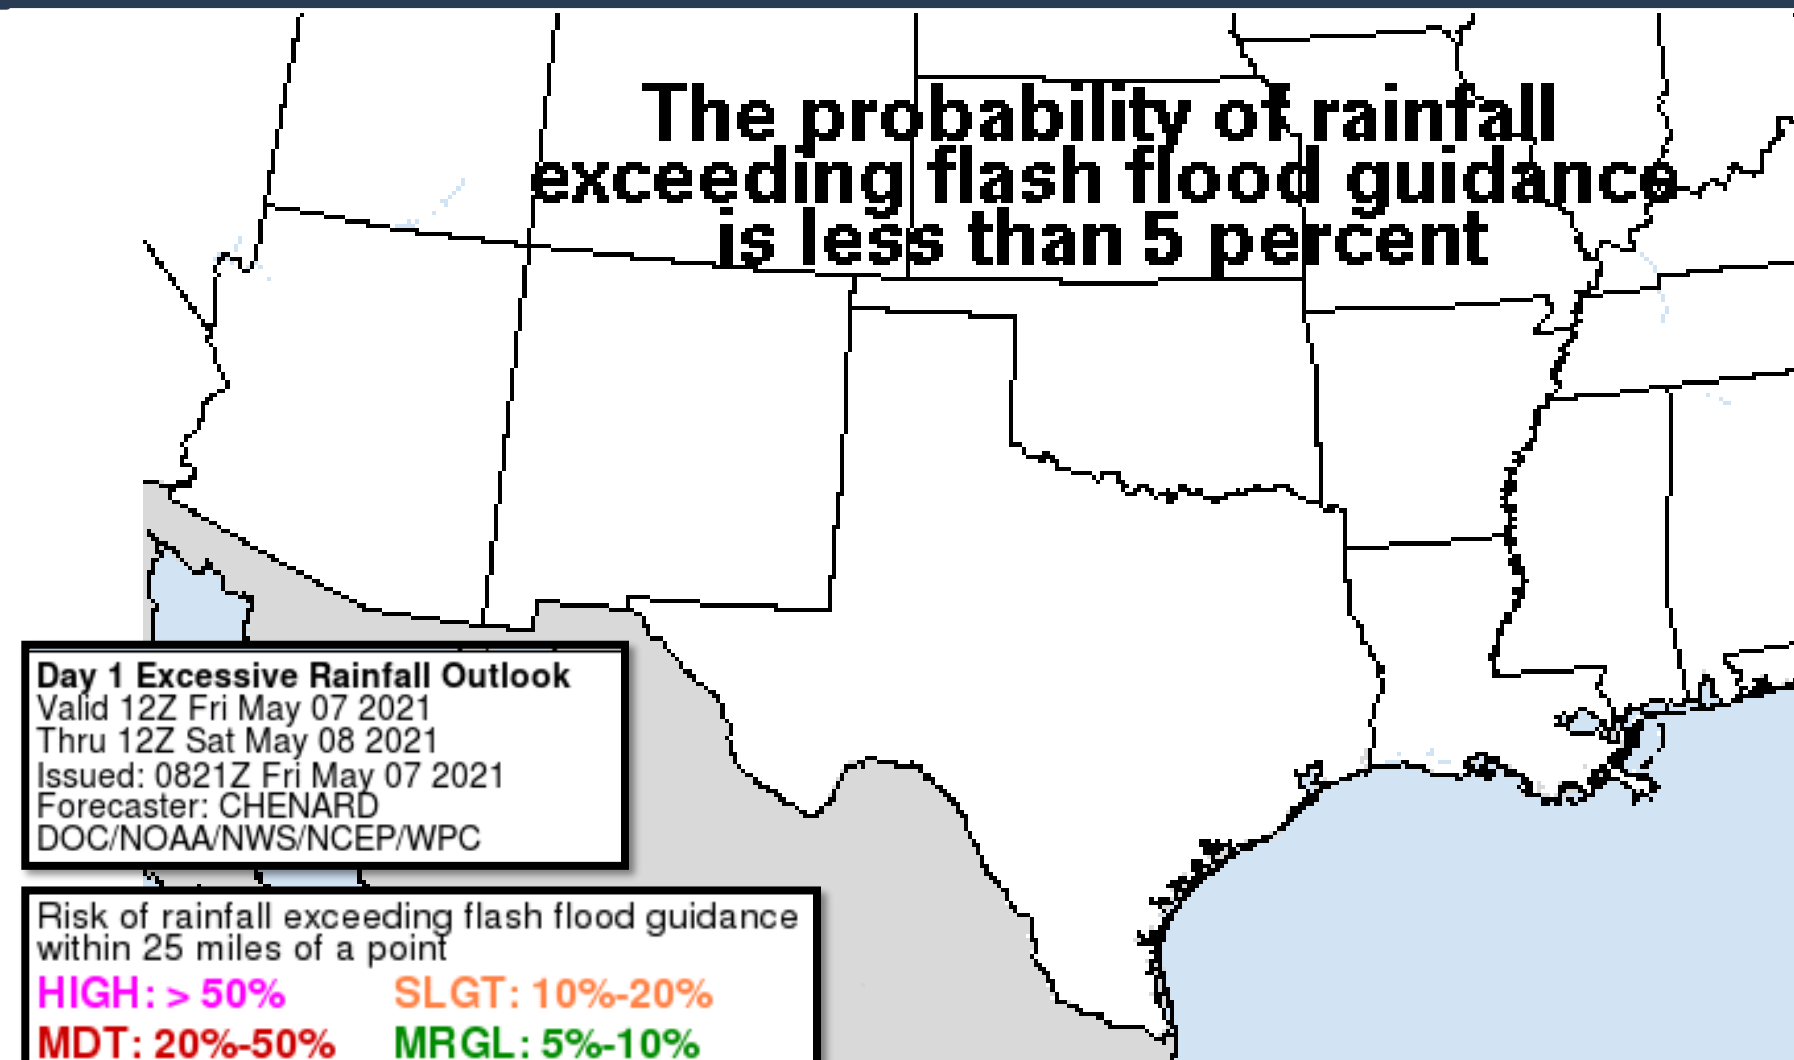 The probability of rainfall
exceeding flash flood guidance
is less than 5 percent
Day 1 Excessive Rainfall Outlook
Valid 12Z Fri May 07 2021
Thru 12Z Sat May 08 2021
Issued: 0821Z Fri May 07 2021
Forecaster: CHENARD
DOC/NOAA/NWS/NCEP/WPC
Risk of rainfall exceeding flash flood guidance
within 25 miles of a point
HIGH: > 50% SLGT: 10%-20%
MDT: 20%-50% MRGL: 5%-10%